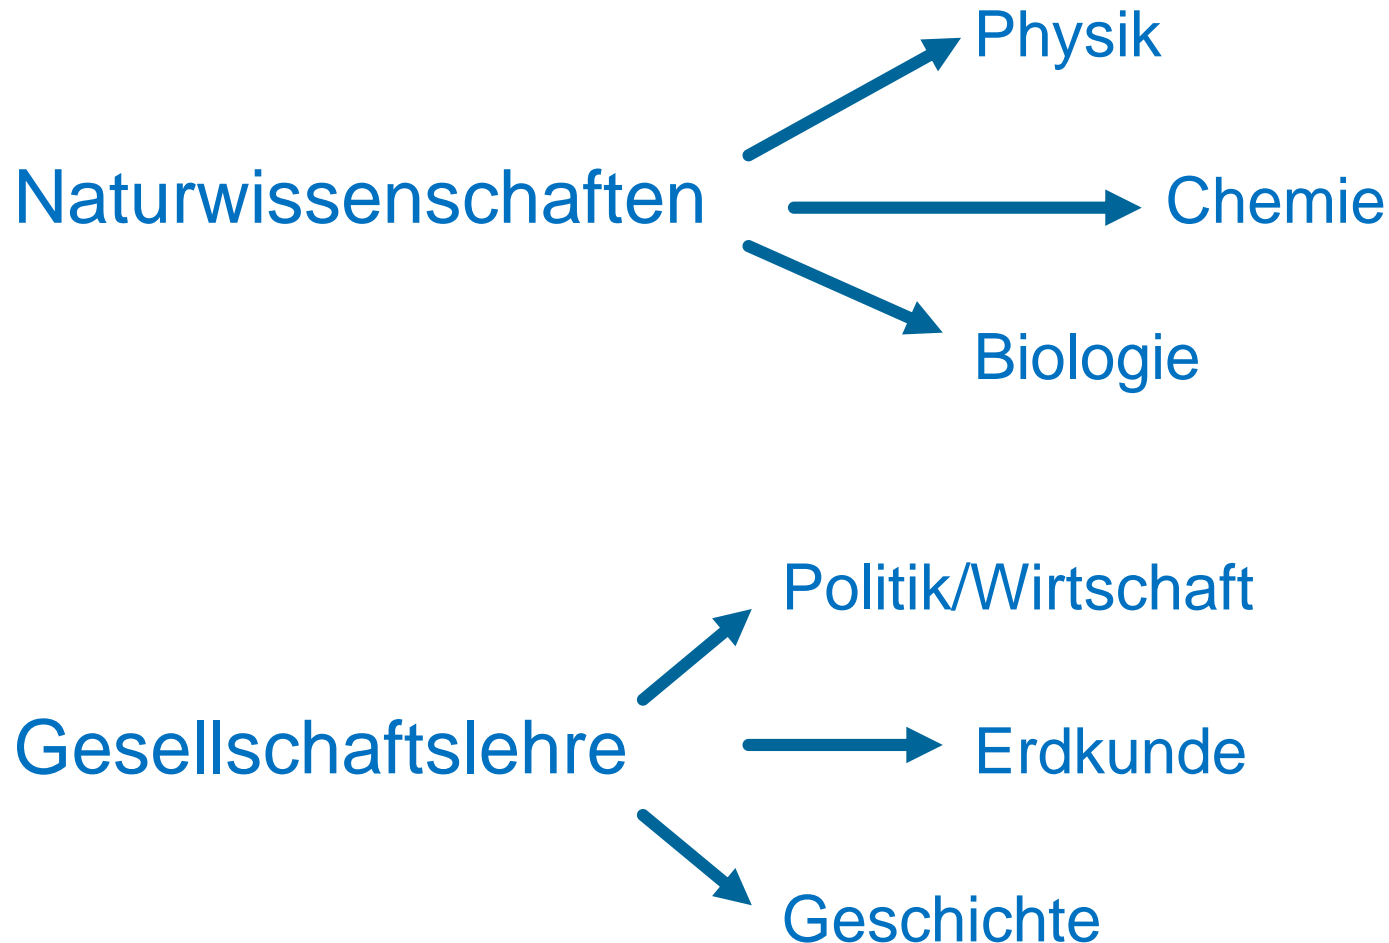 Physik
Naturwissenschaften
Chemie
Biologie
Politik/Wirtschaft
Gesellschaftslehre
Erdkunde
Geschichte